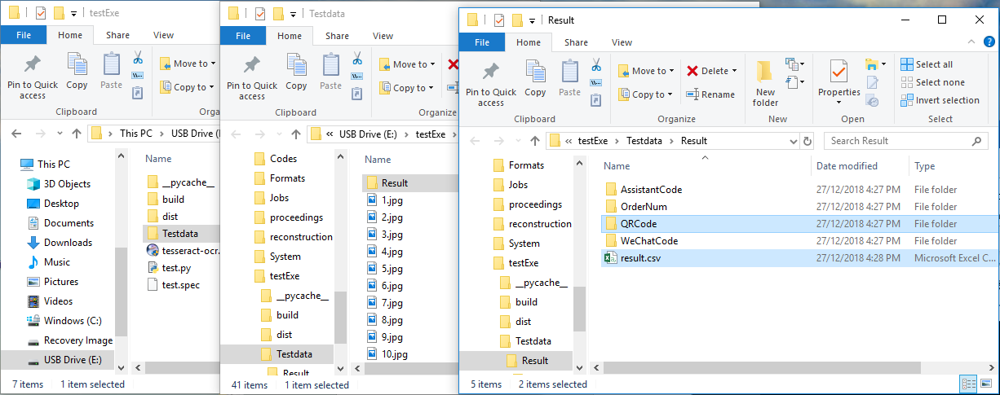 testExe
File Home Share View
Pin to Quick access
Copy
Paste
Move to
Copy to
Clipboard
Orga
This PC
USB Drive (
This PC
3D Objects
Desktop
Documents
Downloads
Music
Pictures
Videos
Windows (C:)
Recovery Image
USB Drive (E:)
Name
__pycache__
build
dist
Testdata
tesseract-ocr.
test.py
test.spec
7 items 1 item selected
Testdata
File Home Share View
Pin to Quick access
Copy
Paste
Move to
Copy to
Clipboard
Organize
« USB Drive (E:) testExe
Codes
Formats
Jobs
proceedings
reconstruction
System
testExe
__pycache__
build
dist
Testdata
Result
Name
Result
1.jpg
2.jpg
3.jpg
4.jpg
5.jpg
6.jpg
7.jpg
8.jpg
9.jpg
10.jpg
41 items 1 item selected
Result
File Home Share View
Pin to Quick access
Copy
Paste
Move to
Copy to
Delete
Rename
New folder
Properties
Select all
Select none
Invert selection
Clipboard Organize New Open Select
« testExe Testdata Result
Search Result
Formats
Jobs
proceedings
reconstruction
System
testExe
__pycache__
build
dist
Testdata
Result
Name Date modified Type
AssistantCode 27/12/2018 4:27 PM File folder
OrderNum 27/12/2018 4:27 PM File folder
QRCode 27/12/2018 4:27 PM File folder
WeChatCode 27/12/2018 4:27 PM File folder
result.csv 27/12/2018 4:28 PM Microsoft Excel C...
5 items 2 items selected